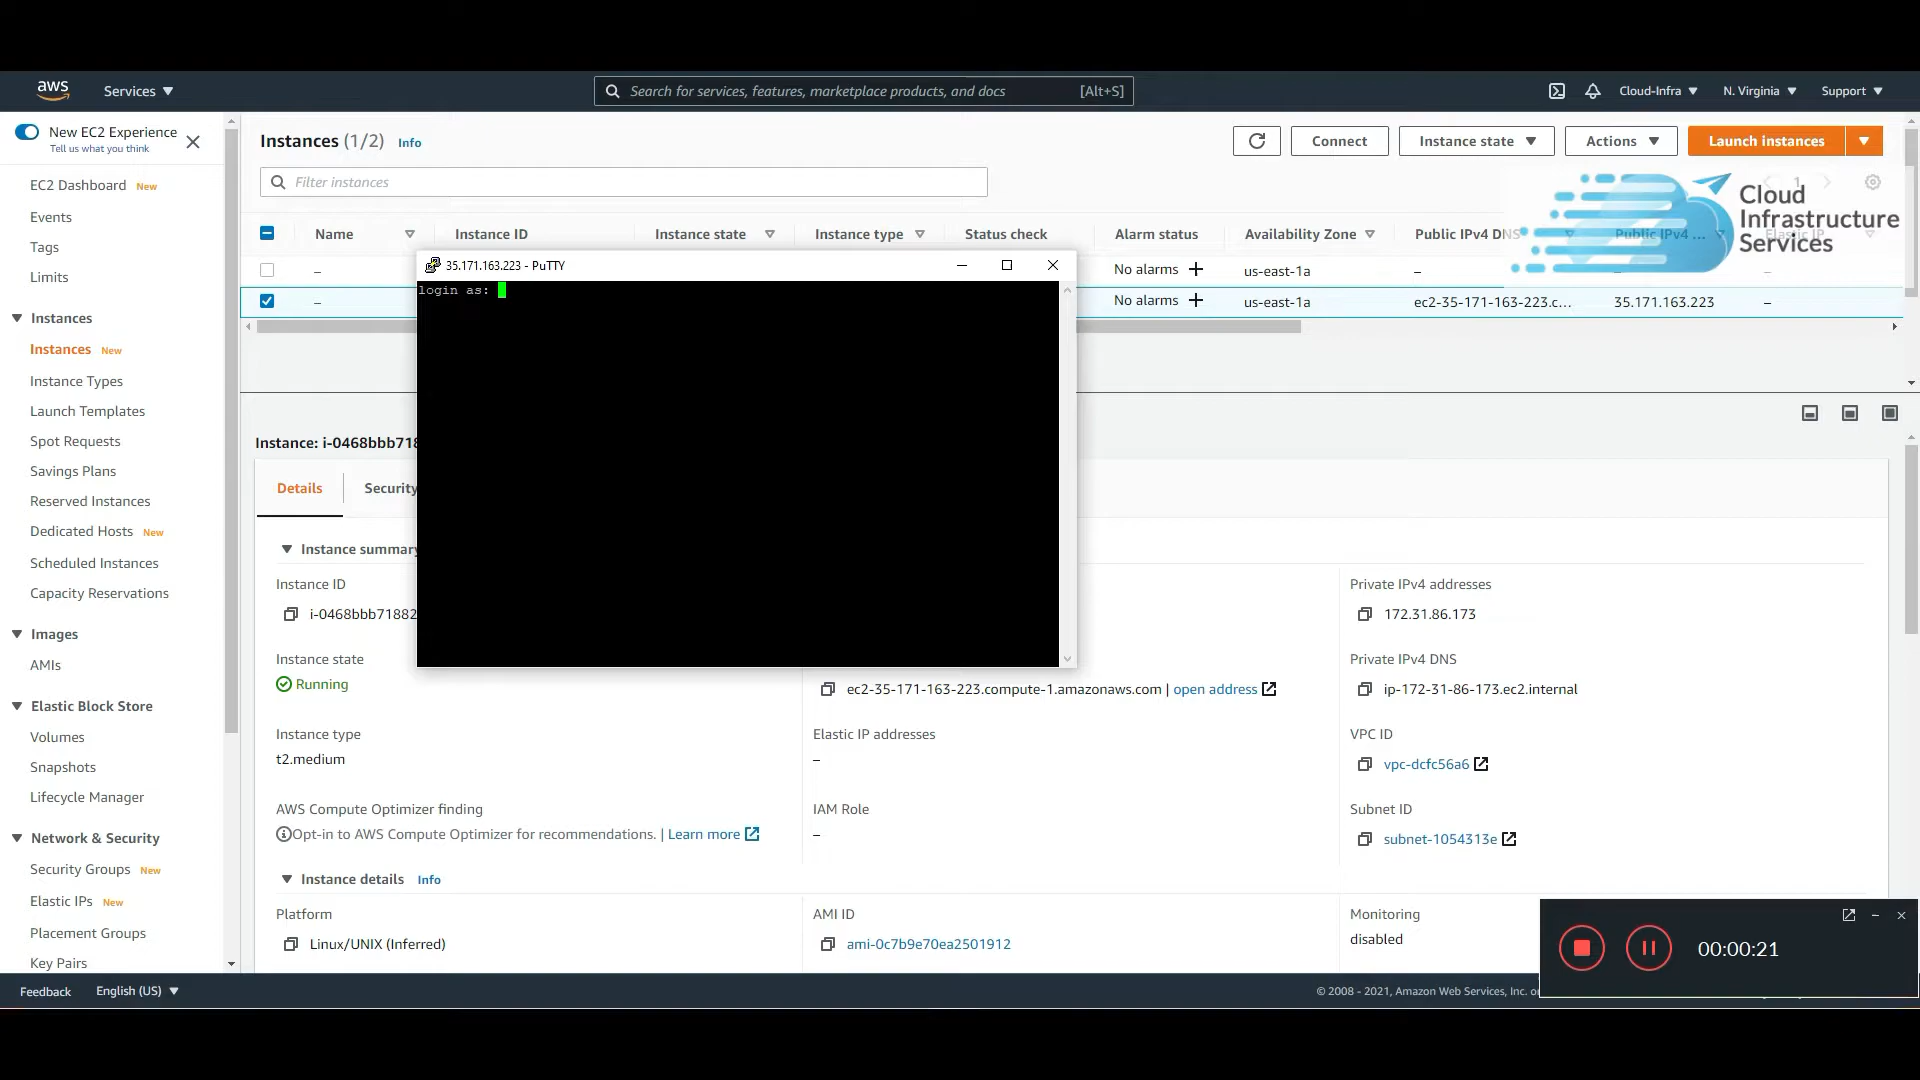 aws
Services
Search for services, features, marketplace products, and docs
[Alt+S]
Cloud-Infra
N. Virginia
Support
New EC2 Experience
Tell us what you think
EC2 Dashboard New
Events
Tags
Limits
Instances
Instances New
Instance Types
Launch Templates
Spot Requests
Savings Plans
Reserved Instances
Dedicated Hosts New
Scheduled Instances
Capacity Reservations
Images
AMIs
Elastic Block Store
Volumes
Snapshots
Lifecycle Manager
Network & Security
Security Groups New
Elastic IPs New
Placement Groups
Key Pairs
Instances (1/2) Info
Connect
Instance state
Actions
Launch instances
Filter instances
1
Cloud
Infrastructure
Services
Name
Instance ID
Instance state
Instance type
Status check
Alarm status
Availability Zone
Public IPv4 DNS
Public IPv4 ...
Elastic IP
–
No alarms
us-east-1a
–
–
–
No alarms
us-east-1a
ec2-35-171-163-223.c...
35.171.163.223
–
35.171.163.223 - PuTTY
login as:
Instance: i-0468bbb718
Details
Security
Instance summary
Instance ID
i-0468bbb71882
Private IPv4 addresses
172.31.86.173
Instance state
Running
ec2-35-171-163-223.compute-1.amazonaws.com | open address
Private IPv4 DNS
ip-172-31-86-173.ec2.internal
Instance type
t2.medium
Elastic IP addresses
–
VPC ID
vpc-dcfc56a6
AWS Compute Optimizer finding
Opt-in to AWS Compute Optimizer for recommendations. | Learn more
IAM Role
–
Subnet ID
subnet-1054313e
Instance details Info
Platform
Linux/UNIX (Inferred)
AMI ID
ami-0c7b9e70ea2501912
Monitoring
disabled
00:00:21
Feedback
English (US)
© 2008 - 2021, Amazon Web Services, Inc. or